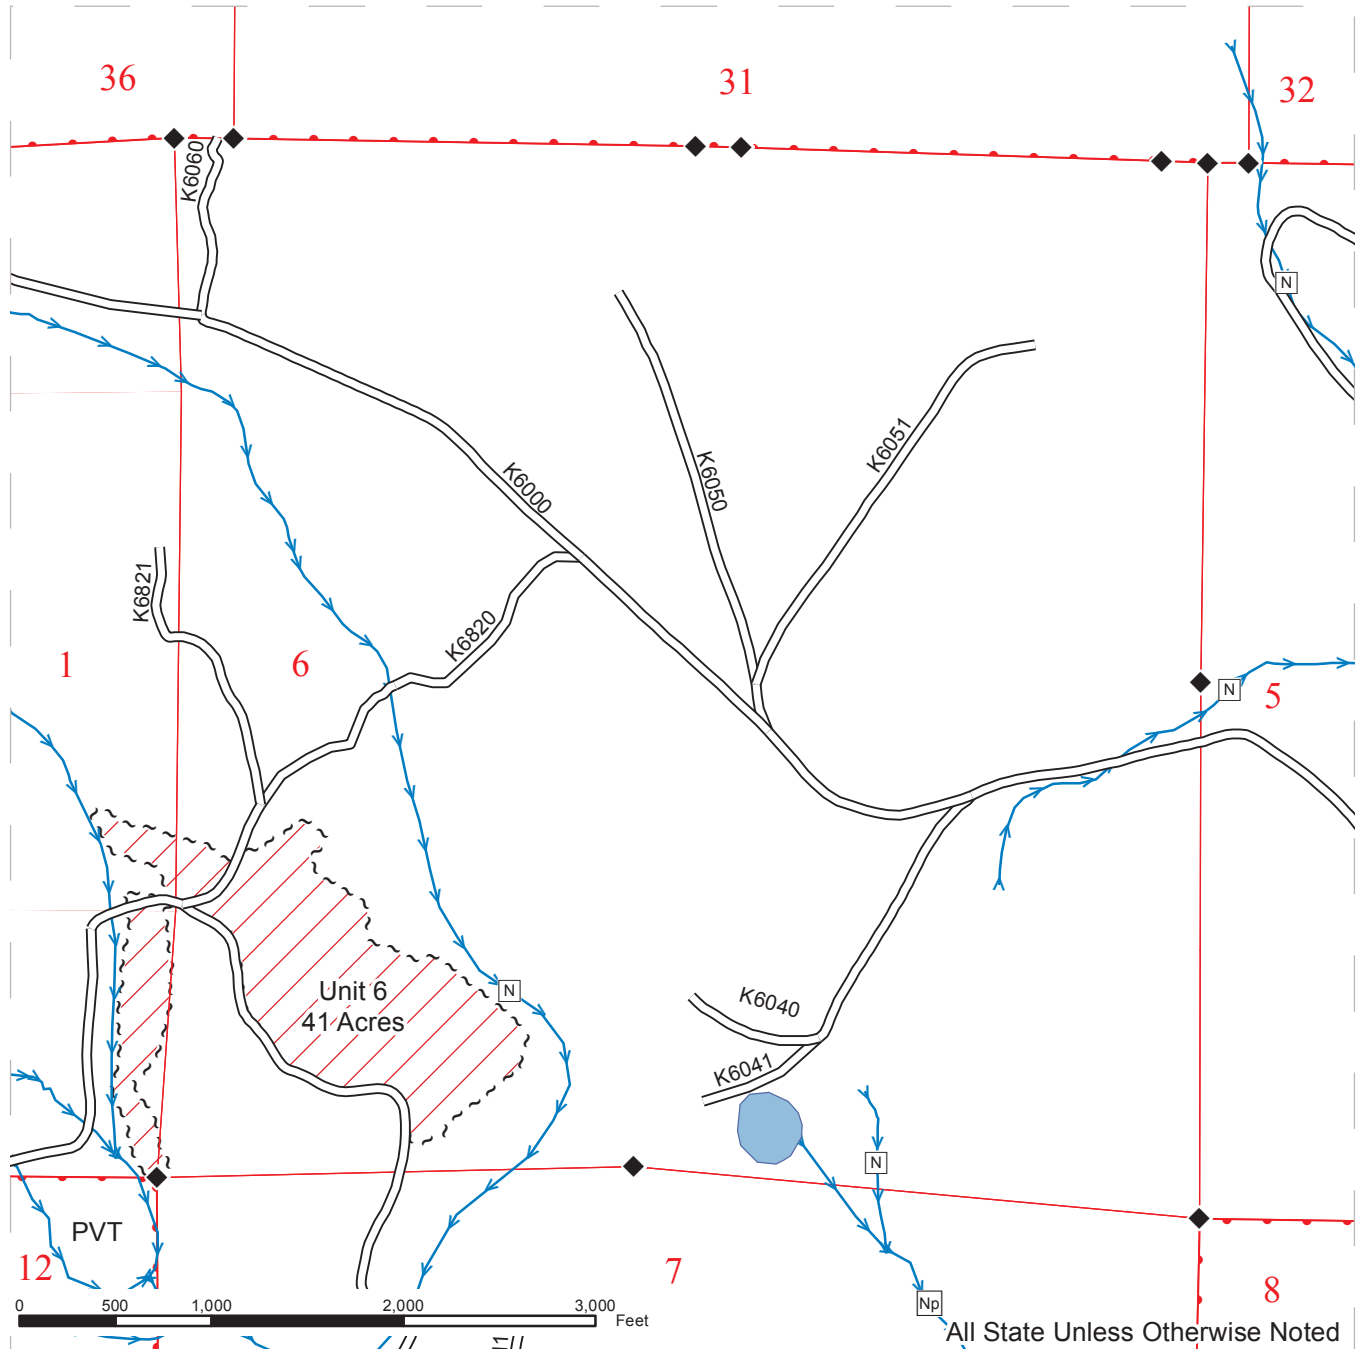 36
31
32
K6060
N
K6051
K6050
K6000
K6821
K6820
1
6
N
5
Unit 6
41 Acres
N
K6040
K6041
N
PVT
12
7
8
Np
0 500 1,000 2,000 3,000
Feet
All State Unless Otherwise Noted